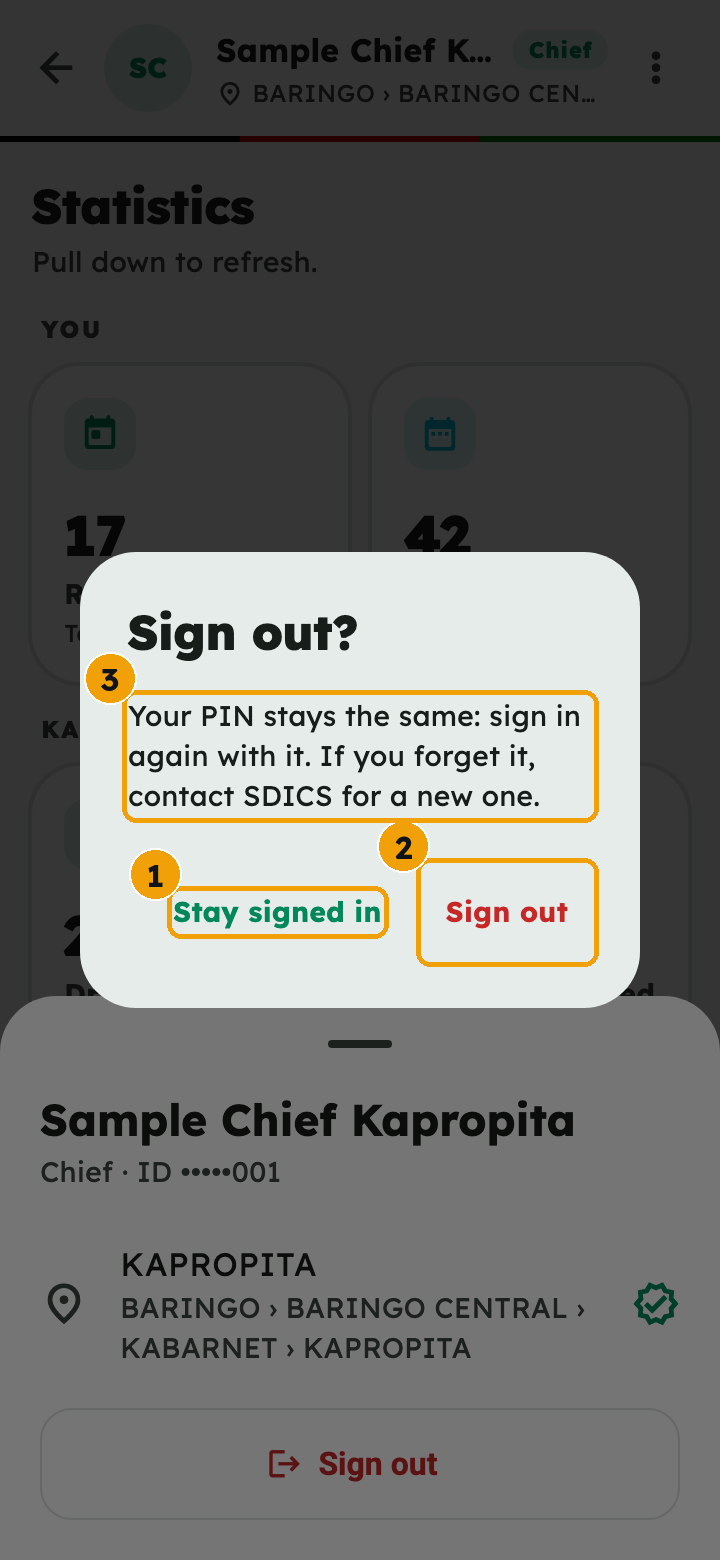 SC
Sample Chief K...
Chief
BARINGO › BARINGO CEN...
Statistics
Pull down to refresh.
YOU
17
42
Sign out?
3
Your PIN stays the same: sign in
again with it. If you forget it,
contact SDICS for a new one.
1
2
Stay signed in
Sign out
Sample Chief Kapropita
Chief · ID •••••001
KAPROPITA
BARINGO › BARINGO CENTRAL ›
KABARNET › KAPROPITA
Sign out